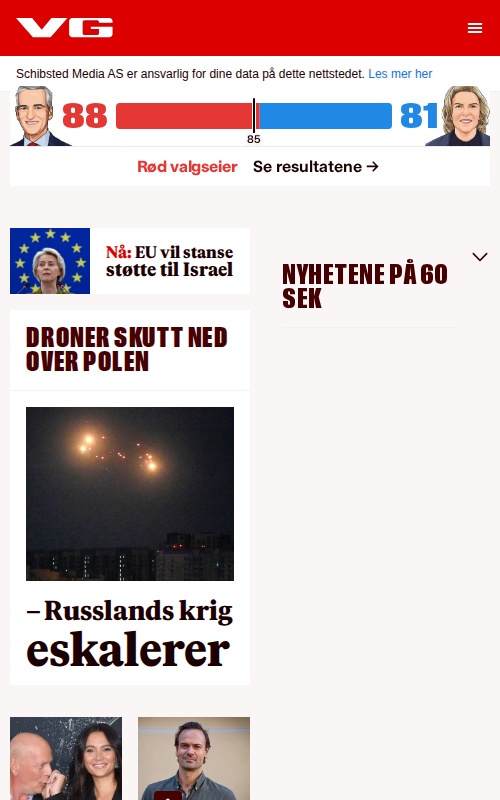 VG
Schibsted Media AS er ansvarlig for dine data på dette nettstedet. Les mer her
88
81
85
Rød valgseier Se resultatene →
Nå: EU vil stanse
støtte til Israel
DRONER SKUTT NED
OVER POLEN
– Russlands krig
eskalerer
NYHETENE PÅ 60
SEK